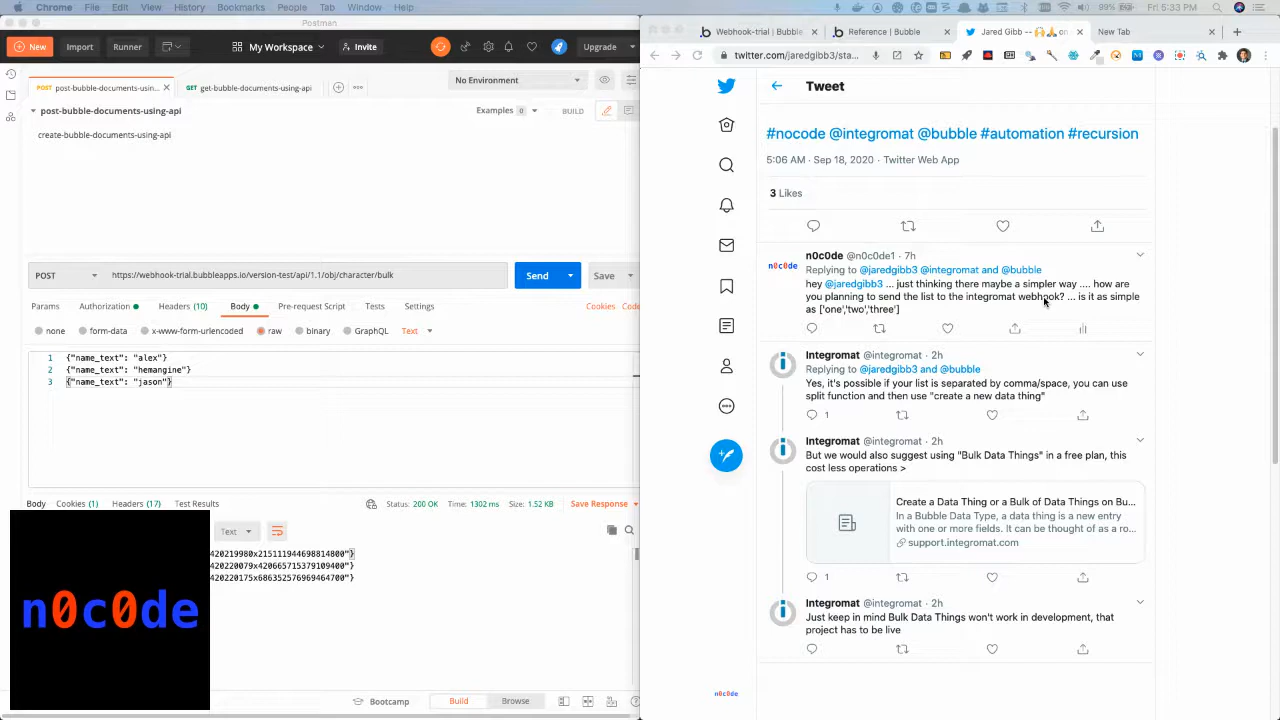 Chrome File Edit View History Bookmarks People Tab Window Help
99% Fri 5:33 PM
Postman
New Import Runner My Workspace Invite Upgrade
POST post-bubble-documents-usin... GET get-bubble-documents-using-api
No Environment
post-bubble-documents-using-api Examples 0 BUILD
create-bubble-documents-using-api
POST https://webhook-trial.bubbleapps.io/version-test/api/1.1/obj/character/bulk Send Save
Params Authorization Headers (10) Body Pre-request Script Tests Settings Cookies Code
none form-data x-www-form-urlencoded raw binary GraphQL Text
1 {"name_text": "alex"}
2 {"name_text": "hemangine"}
3 {"name_text": "jason"}
Body Cookies (1) Headers (17) Test Results Status: 200 OK Time: 1302 ms Size: 1.52 KB Save Response
Text
420219980x215111944698814800"}
420220079x420665715379109400"}
420220175x686352576969464700"}
n0c0de
Bootcamp Build Browse
Webhook-trial | Bubble Reference | Bubble Jared Gibb -- on New Tab
twitter.com/jaredgibb3/sta...
Tweet
#nocode @integromat @bubble #automation #recursion
5:06 AM · Sep 18, 2020 · Twitter Web App
3 Likes
n0c0de
n0c0de @n0c0de1 · 7h
Replying to @jaredgibb3 @integromat and @bubble
hey @jaredgibb3 ... just thinking there maybe a simpler way .... how are
you planning to send the list to the integromat webhook? ... is it as simple
as ['one','two','three']
Integromat @integromat · 2h
Replying to @jaredgibb3 and @bubble
Yes, it's possible if your list is separated by comma/space, you can use
split function and then use "create a new data thing"
1
Integromat @integromat · 2h
But we would also suggest using "Bulk Data Things" in a free plan, this
cost less operations >
Create a Data Thing or a Bulk of Data Things on Bu...
In a Bubble Data Type, a data thing is a new entry
with one or more fields. It can be thought of as a ro...
support.integromat.com
1
Integromat @integromat · 2h
Just keep in mind Bulk Data Things won't work in development, that
project has to be live
n0c0de